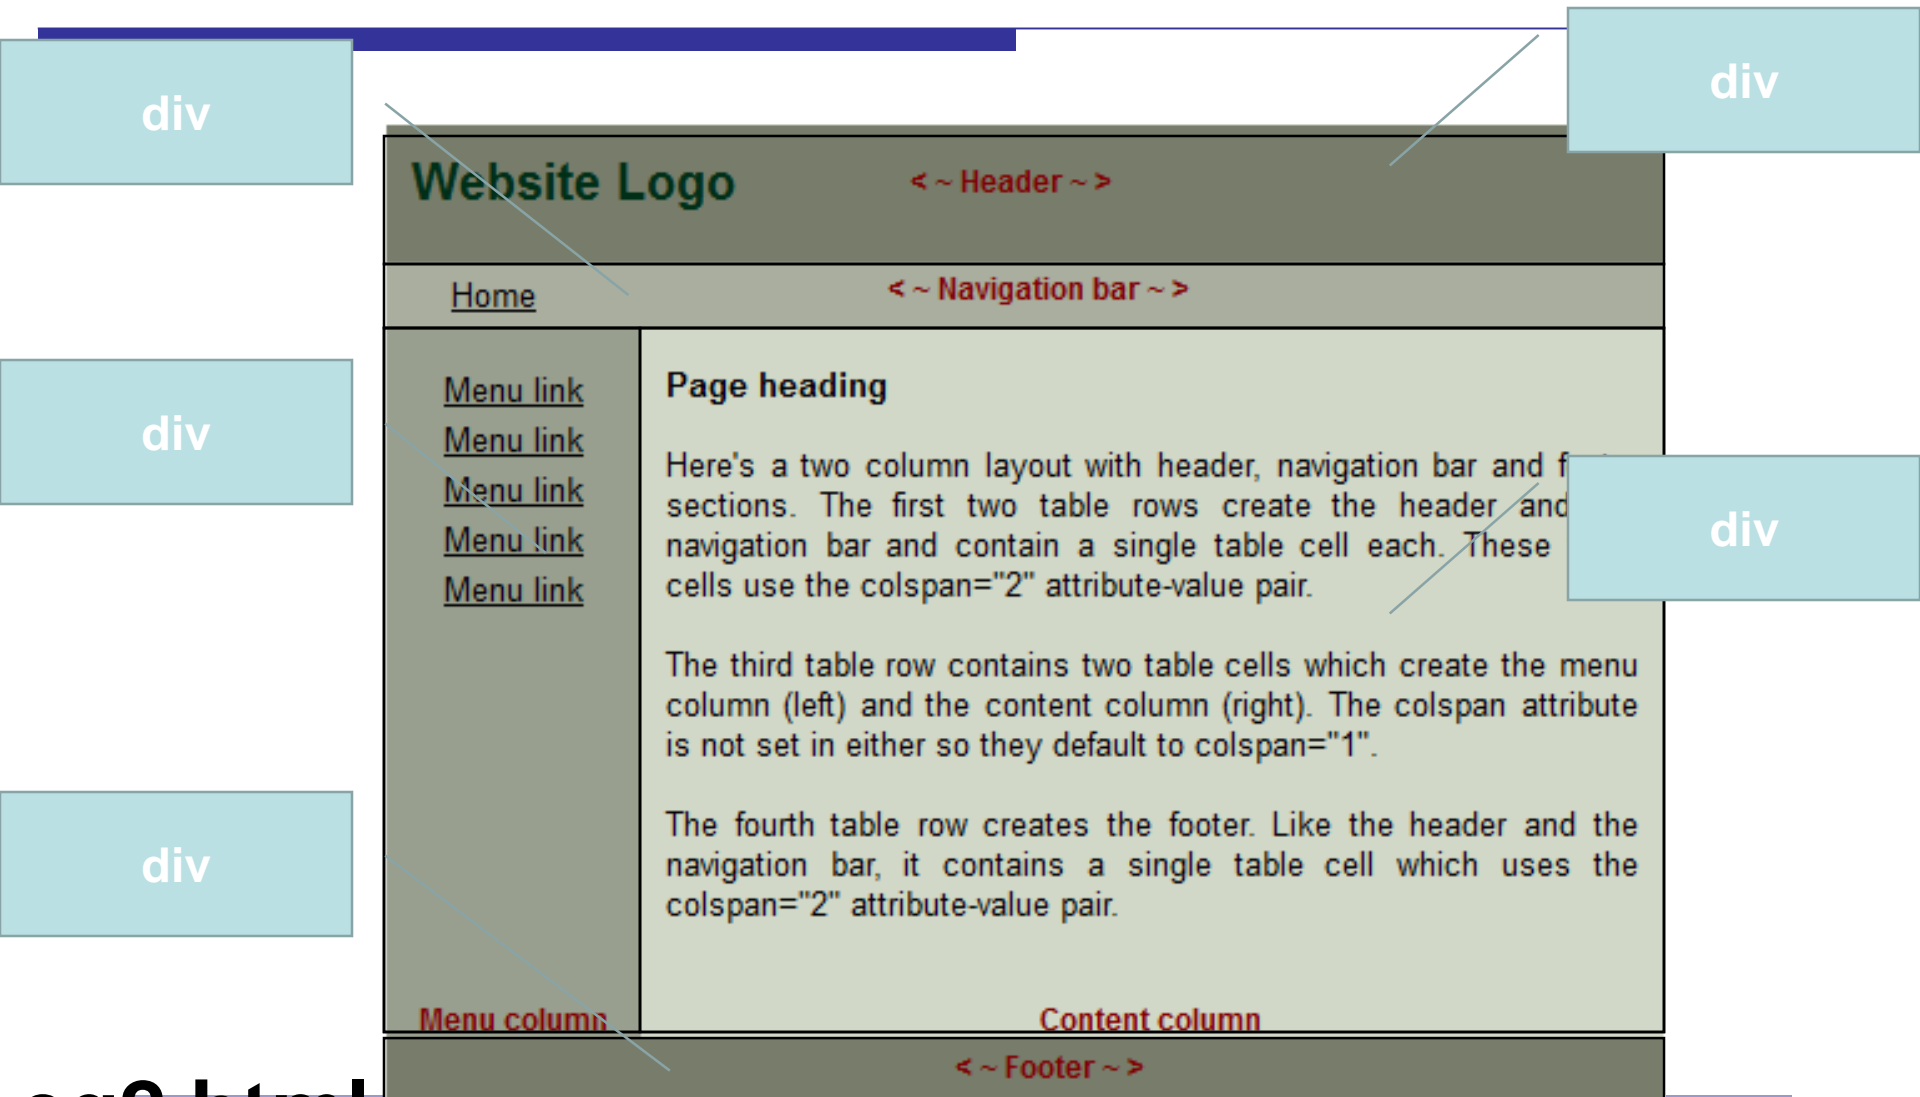 div
div
Website Logo
< ~ Header ~ >
Home
< ~ Navigation bar ~ >
div
Menu link
Menu link
Menu link
Menu link
Menu link
Page heading
Here's a two column layout with header, navigation bar and
sections. The first two table rows create the header and
navigation bar and contain a single table cell each. These
cells use the colspan="2" attribute-value pair.
div
The third table row contains two table cells which create the menu
column (left) and the content column (right). The colspan attribute
is not set in either so they default to colspan="1".
The fourth table row creates the footer. Like the header and the
navigation bar, it contains a single table cell which uses the
colspan="2" attribute-value pair.
div
Menu column
Content column
< ~ Footer ~ >